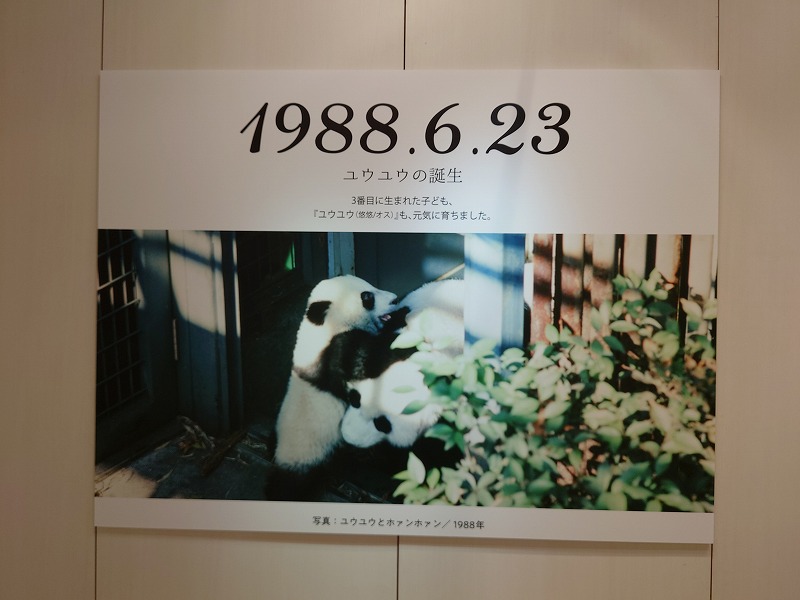 1988.6.23
ユウユウの誕生
3番目に生まれた子ども、
『ユウユウ（悠悠/オス）』も、元気に育ちました。
写真：ユウユウとホァンホァン／1988年